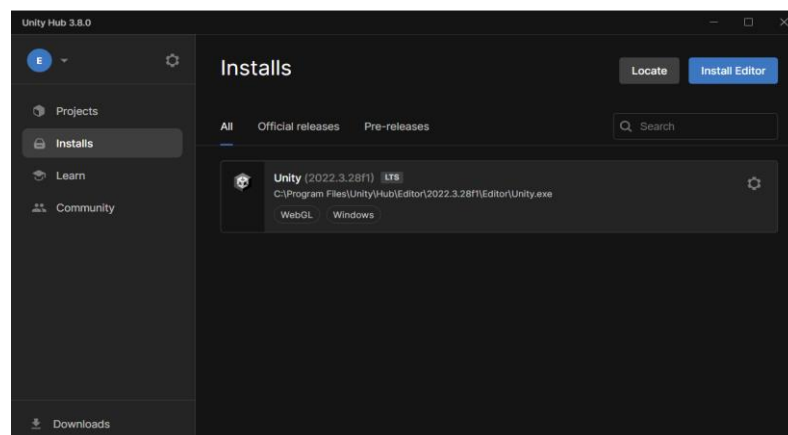 Unity Hub 3.8.0
E
Projects
Installs
Learn
Community
Downloads
Installs
Locate
Install Editor
All Official releases Pre-releases
Search
Unity (2022.3.28f1) LTS
C:\Program Files\Unity\Hub\Editor\2022.3.28f1\Editor\Unity.exe
WebGL Windows